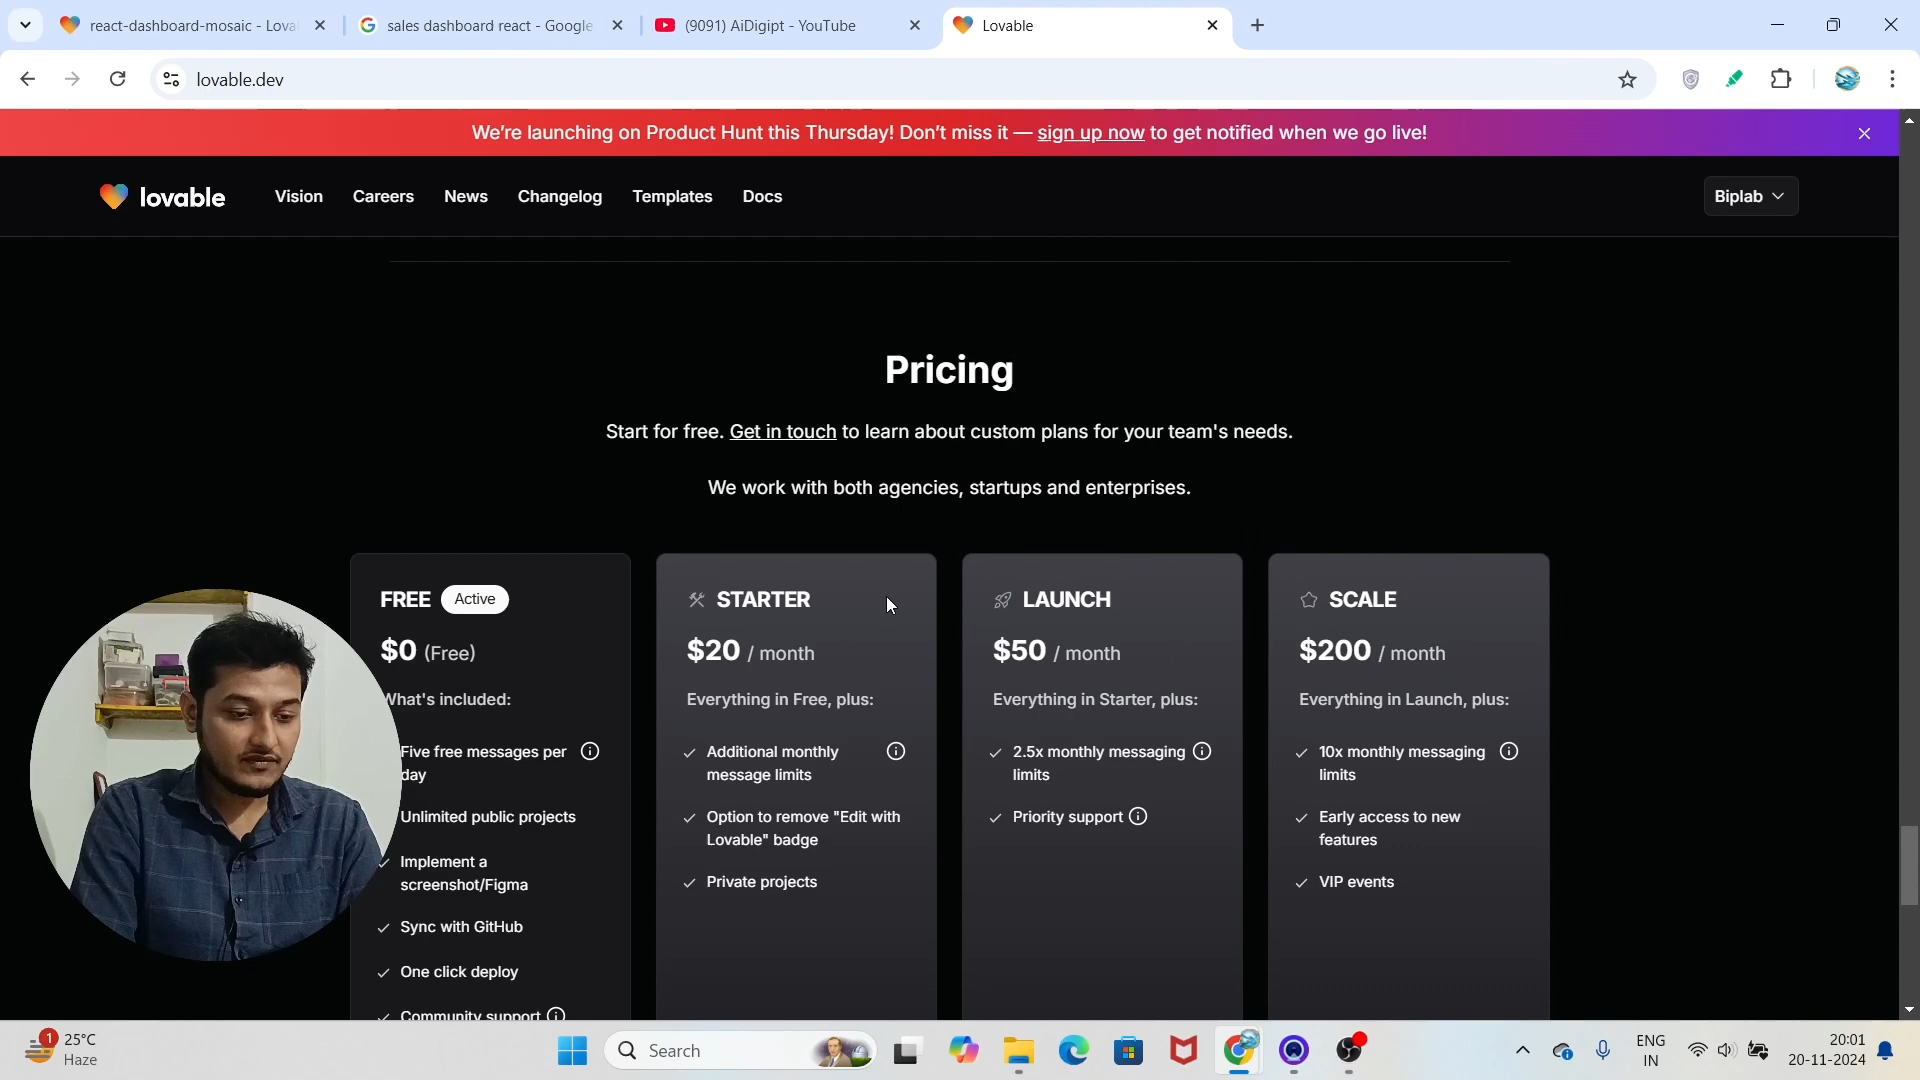 react-dashboard-mosaic - Loval
sales dashboard react - Google
(9091) AiDigipt - YouTube
Lovable
lovable.dev
We're launching on Product Hunt this Thursday! Don't miss it — sign up now to get notified when we go live!
lovable
Vision
Careers
News
Changelog
Templates
Docs
Biplab
Pricing
Start for free. Get in touch to learn about custom plans for your team's needs.
We work with both agencies, startups and enterprises.
FREE
Active
$0 (Free)
What's included:
Five free messages per
day
Unlimited public projects
Implement a
screenshot/Figma
Sync with GitHub
One click deploy
Community support
STARTER
$20 / month
Everything in Free, plus:
Additional monthly
message limits
Option to remove "Edit with
Lovable" badge
Private projects
LAUNCH
$50 / month
Everything in Starter, plus:
2.5x monthly messaging
limits
Priority support
SCALE
$200 / month
Everything in Launch, plus:
10x monthly messaging
limits
Early access to new
features
VIP events
1
25°C
Haze
Search
ENG
IN
20:01
20-11-2024